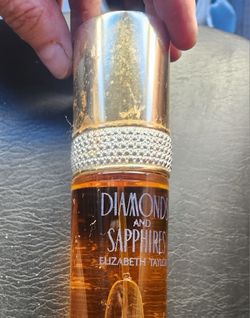 DIAMONDS
AND
SAPPHIRES
ELIZABETH TAYLOR